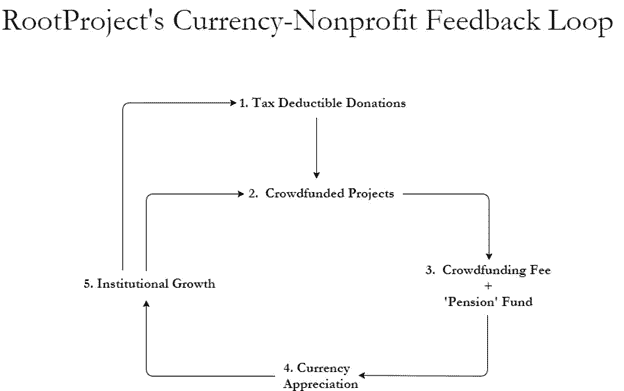 RootProject's Currency-Nonprofit Feedback Loop
1. Tax Deductible Donations
2. Crowdfunded Projects
3. Crowdfunding Fee
+
'Pension' Fund
5. Institutional Growth
4. Currency
Appreciation